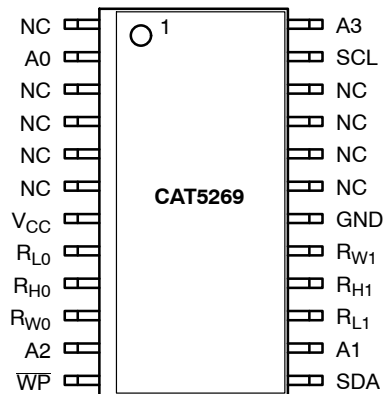 NC 1 A3
A0 SCL
NC NC
NC NC
NC NC
NC NC
CAT5269
VCC GND
RL0 RW1
RH0 RH1
RW0 RL1
A2 A1
W̅P̅ SDA